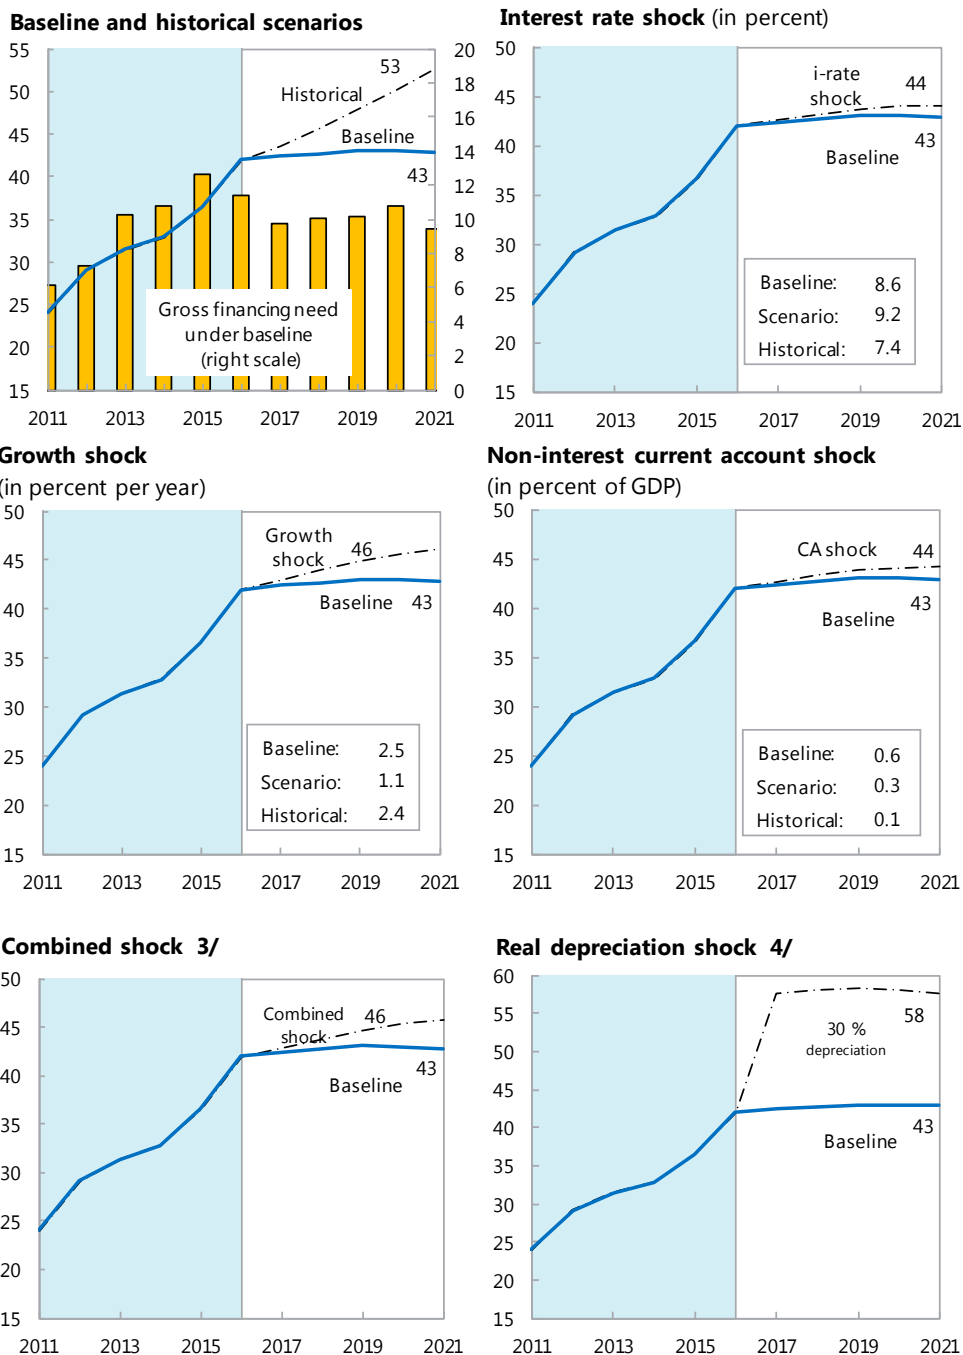 Baseline and historical scenarios
55
50
45
40
35
30
25
20
15
20
18
16
14
12
10
8
6
4
2
0
53
Historical
Baseline
43
Gross financing need
under baseline
(right scale)
2011 2013 2015 2017 2019 2021
Interest rate shock (in percent)
50
45
40
35
30
25
20
15
i-rate
shock
44
43
Baseline
Baseline: 8.6
Scenario: 9.2
Historical: 7.4
2011 2013 2015 2017 2019 2021
Growth shock
(in percent per year)
50
45
40
35
30
25
20
15
Growth
shock
46
Baseline 43
Baseline: 2.5
Scenario: 1.1
Historical: 2.4
2011 2013 2015 2017 2019 2021
Non-interest current account shock
(in percent of GDP)
50
45
40
35
30
25
20
15
CA shock 44
43
Baseline
Baseline: 0.6
Scenario: 0.3
Historical: 0.1
2011 2013 2015 2017 2019 2021
Combined shock 3/
50
45
40
35
30
25
20
15
Combined
shock
46
43
Baseline
2011 2013 2015 2017 2019 2021
Real depreciation shock 4/
60
55
50
45
40
35
30
25
20
15
58
30 %
depreciation
43
Baseline
2011 2013 2015 2017 2019 2021